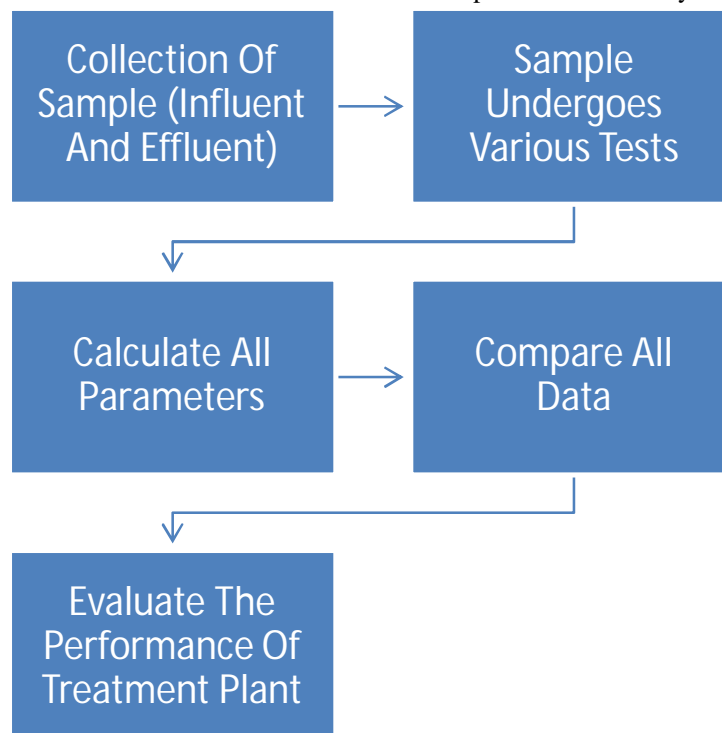 Collection Of
Sample (Influent
And Effluent)
Sample
Undergoes
Various Tests
Calculate All
Parameters
Compare All
Data
Evaluate The
Performance Of
Treatment Plant